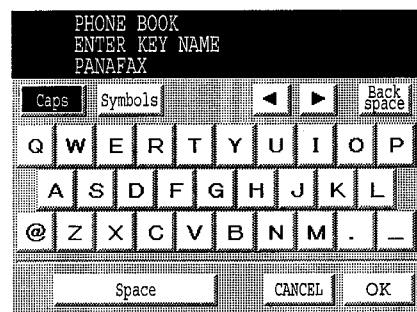 PHONE BOOK
ENTER KEY NAME
PANAFAX
Caps Symbols ◄ ► Back space
Q W E R T Y U I O P
A S D F G H J K L
@ Z X C V B N M . _
Space CANCEL OK